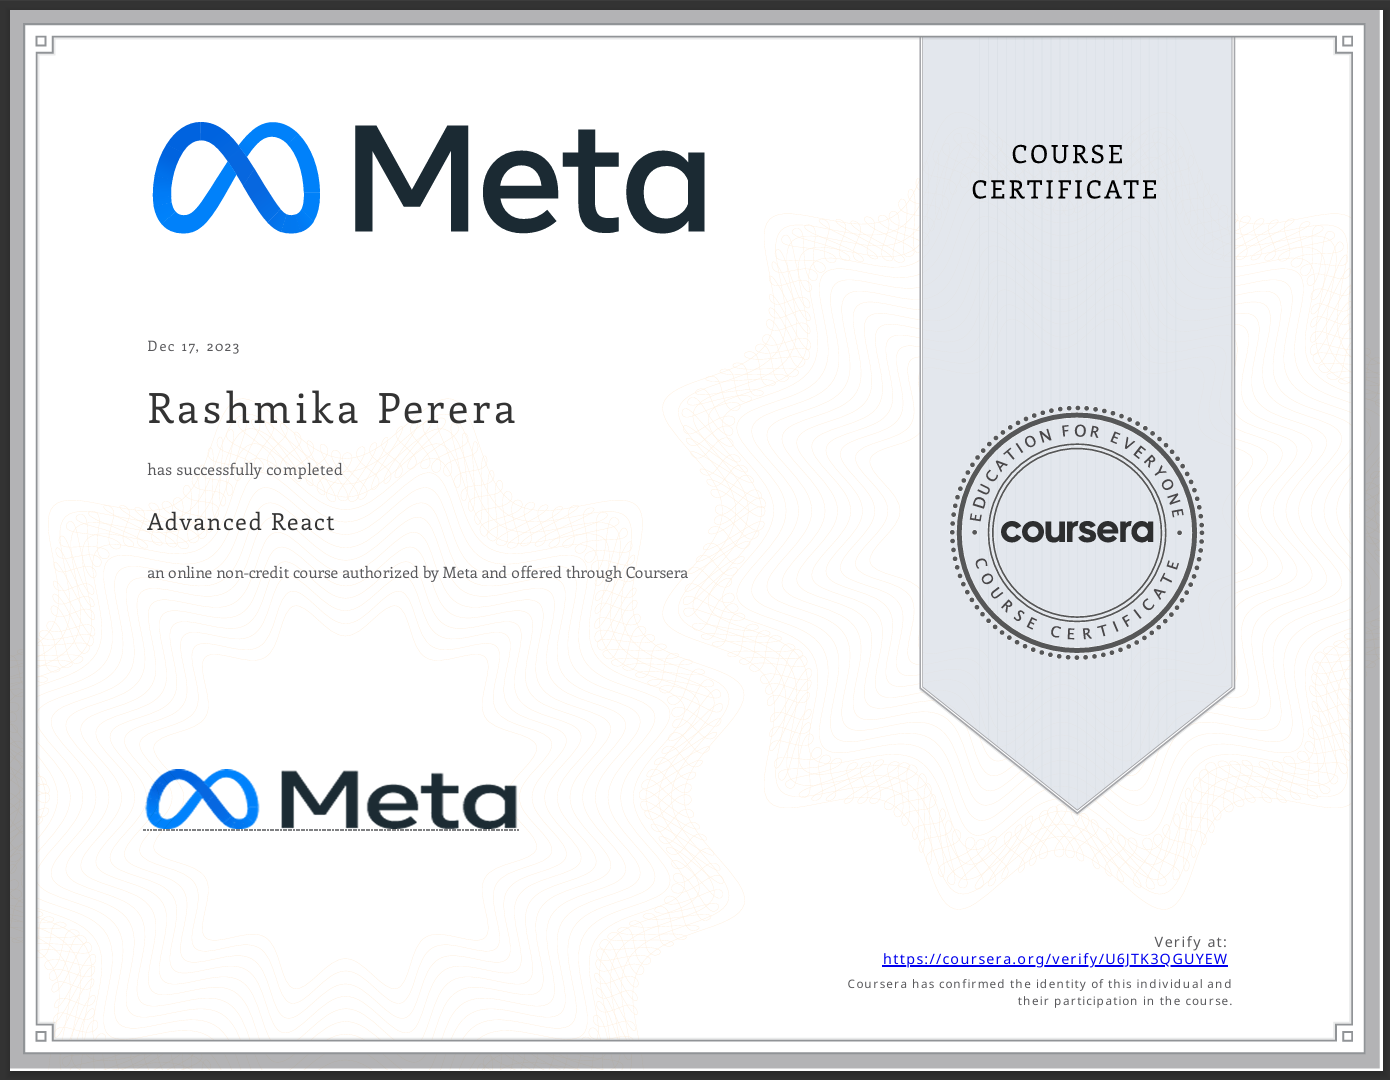 Meta
COURSE
CERTIFICATE
Dec 17, 2023
Rashmika Perera
has successfully completed
Advanced React
an online non-credit course authorized by Meta and offered through Coursera
• EDUCATION FOR EVERYONE •
coursera
COURSE CERTIFICATE
Meta
Verify at:
https://coursera.org/verify/U6JTK3QGUYEW
Coursera has confirmed the identity of this individual and
their participation in the course.